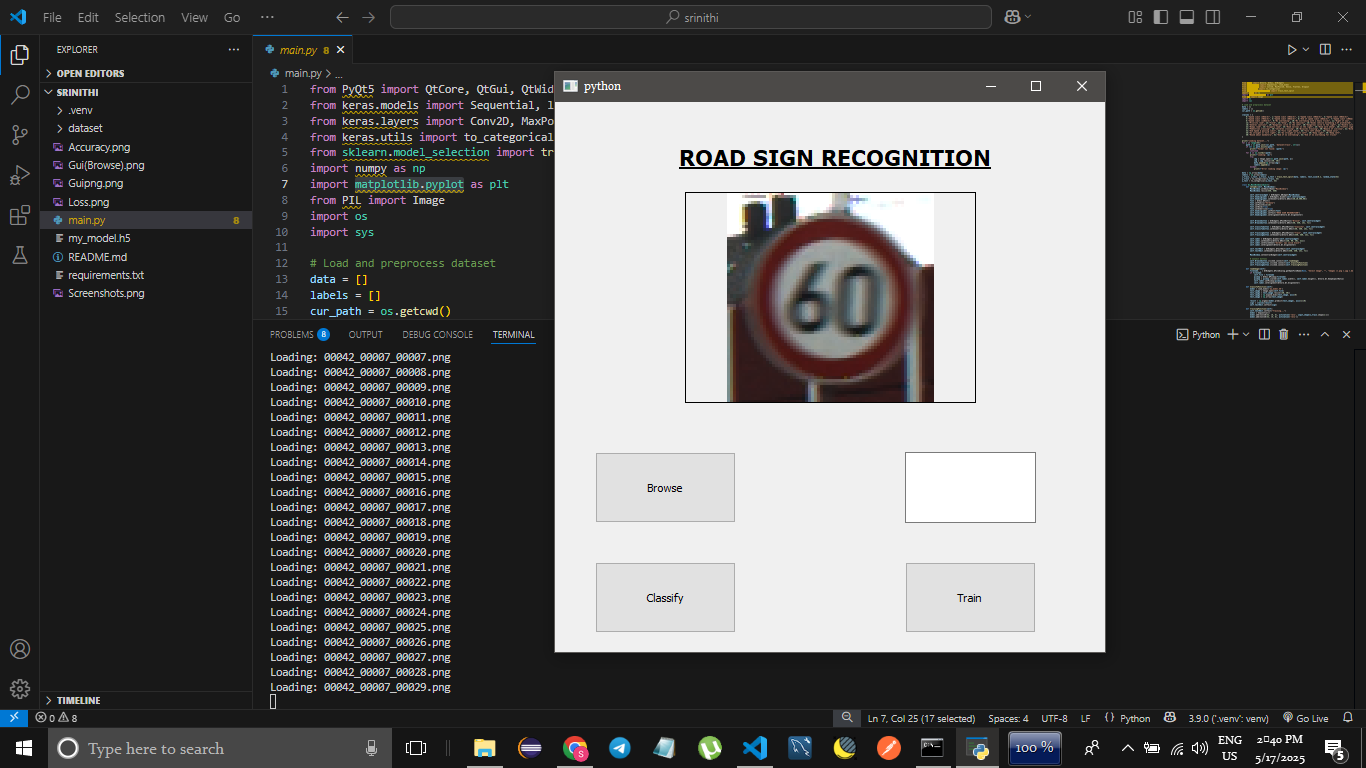 File Edit Selection View Go ···
srinithi
EXPLORER
OPEN EDITORS
SRINITHI
.venv
dataset
Accuracy.png
Gui(Browse).png
Guipng.png
Loss.png
main.py 8
my_model.h5
README.md
requirements.txt
Screenshots.png
TIMELINE
main.py 8
main.py > ...
1 from PyQt5 import QtCore, QtGui, QtWid
2 from keras.models import Sequential, l
3 from keras.layers import Conv2D, MaxPo
4 from keras.utils import to_categorical
5 from sklearn.model_selection import tr
6 import numpy as np
7 import matplotlib.pyplot as plt
8 from PIL import Image
9 import os
10 import sys
11
12 # Load and preprocess dataset
13 data = []
14 labels = []
15 cur_path = os.getcwd()
PROBLEMS 8 OUTPUT DEBUG CONSOLE TERMINAL
Python
Loading: 00042_00007_00007.png
Loading: 00042_00007_00008.png
Loading: 00042_00007_00009.png
Loading: 00042_00007_00010.png
Loading: 00042_00007_00011.png
Loading: 00042_00007_00012.png
Loading: 00042_00007_00013.png
Loading: 00042_00007_00014.png
Loading: 00042_00007_00015.png
Loading: 00042_00007_00016.png
Loading: 00042_00007_00017.png
Loading: 00042_00007_00018.png
Loading: 00042_00007_00019.png
Loading: 00042_00007_00020.png
Loading: 00042_00007_00021.png
Loading: 00042_00007_00022.png
Loading: 00042_00007_00023.png
Loading: 00042_00007_00024.png
Loading: 00042_00007_00025.png
Loading: 00042_00007_00026.png
Loading: 00042_00007_00027.png
Loading: 00042_00007_00028.png
Loading: 00042_00007_00029.png
python
ROAD SIGN RECOGNITION
60
Browse
Classify
Train
0 8
Ln 7, Col 25 (17 selected) Spaces: 4 UTF-8 LF Python 3.9.0 ('.venv': venv) Go Live
Type here to search
S
100 %
ENG
US
2:40 PM
5/17/2025
5